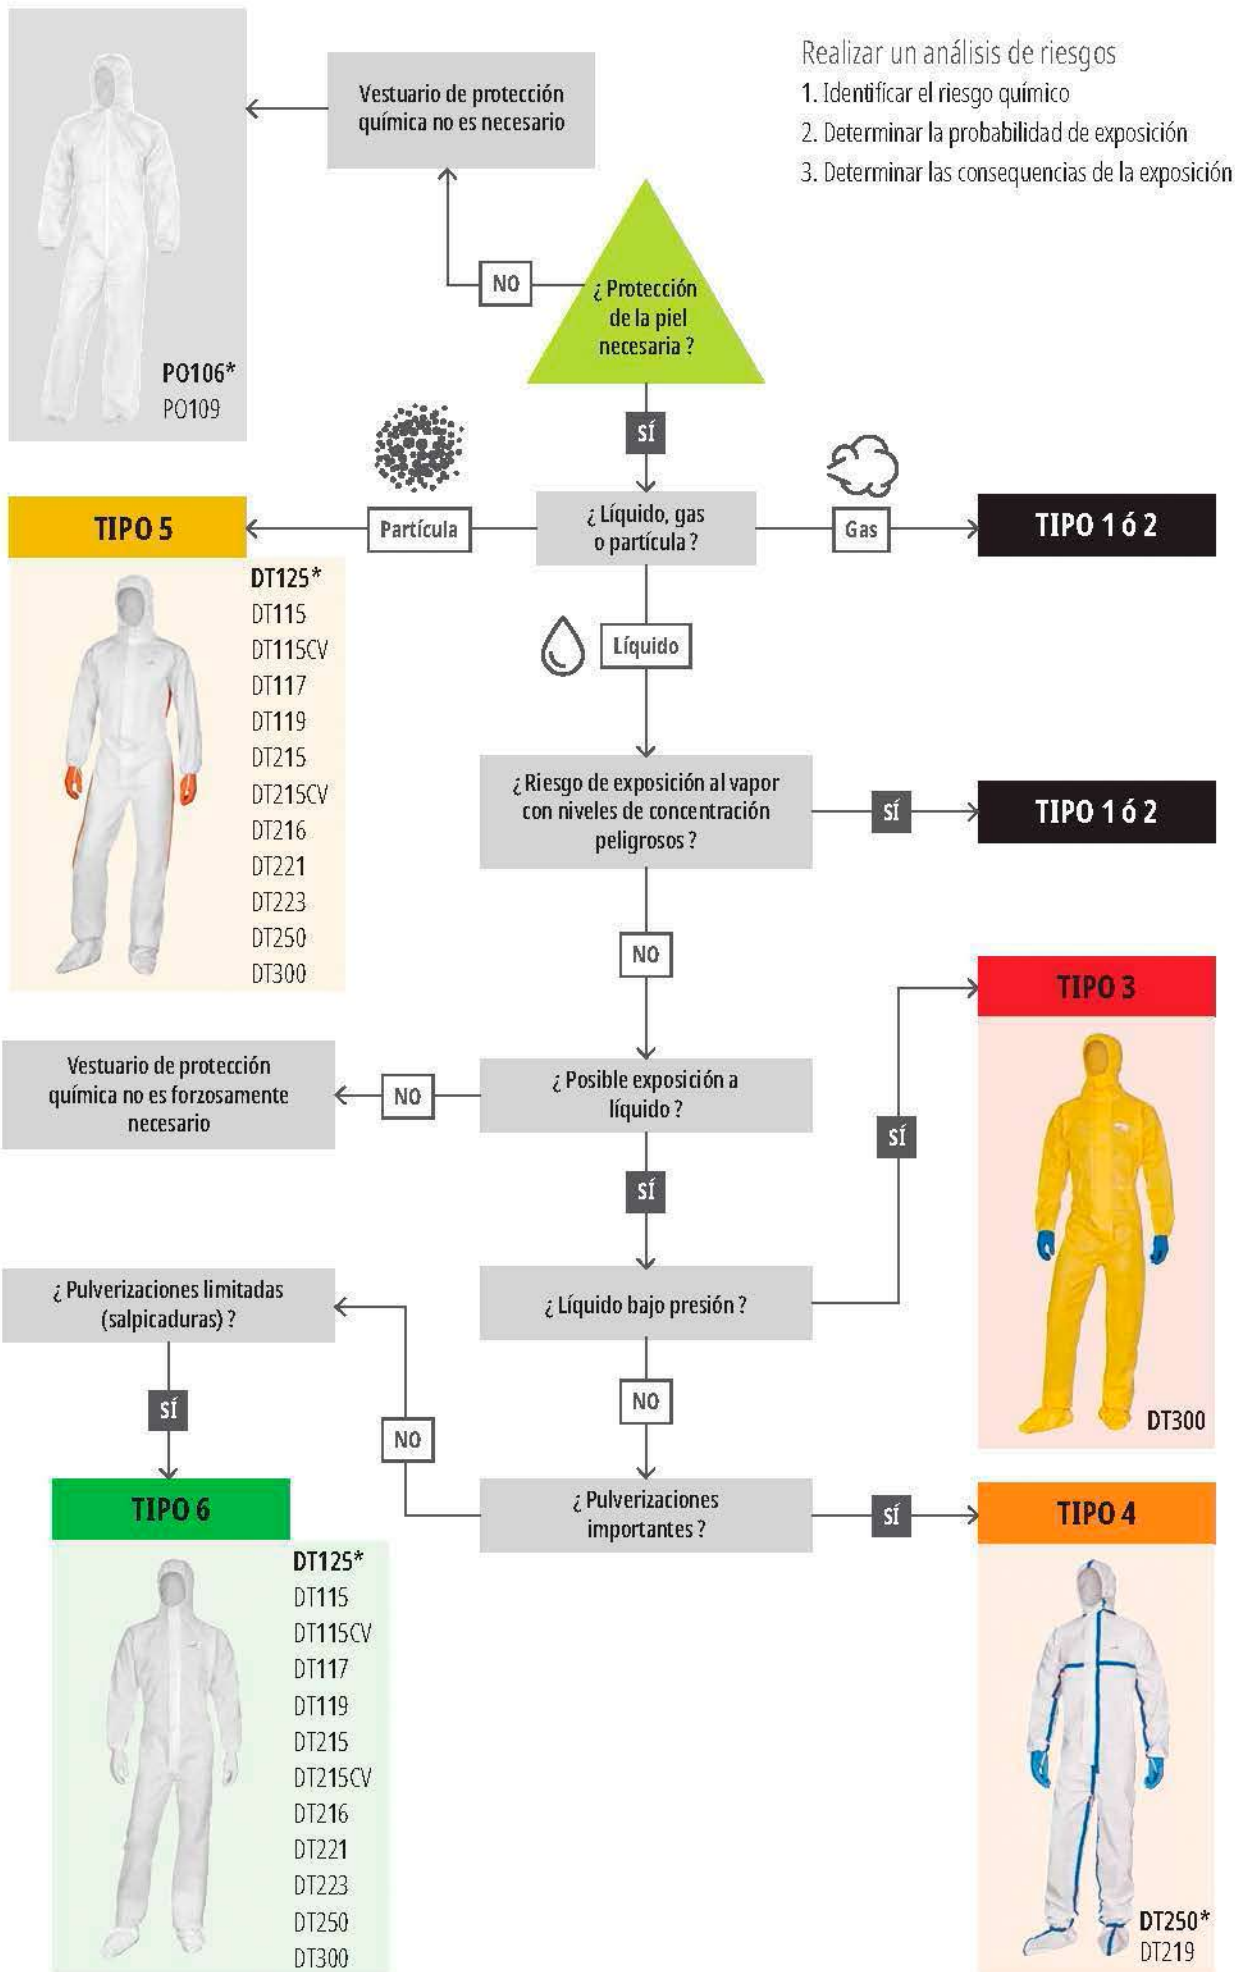 Realizar un análisis de riesgos
1. Identificar el riesgo químico
2. Determinar la probabilidad de exposición
3. Determinar las consequencias de la exposición
Vestuario de protección
química no es necesario
NO
¿ Protección
de la piel
necesaria ?
PO106*
PO109
SÍ
TIPO 5
Partícula
¿ Líquido, gas
o partícula ?
Gas
TIPO 1 ó 2
DT125*
DT115
DT115CV
DT117
DT119
DT215
DT215CV
DT216
DT221
DT223
DT250
DT300
Líquido
¿ Riesgo de exposición al vapor
con niveles de concentración
peligrosos ?
SÍ
TIPO 1 ó 2
NO
TIPO 3
DT300
Vestuario de protección
química no es forzosamente
necesario
NO
¿ Posible exposición a
líquido ?
SÍ
SÍ
¿ Pulverizaciones limitadas
(salpicaduras) ?
¿ Líquido bajo presión ?
SÍ
NO
NO
TIPO 6
¿ Pulverizaciones
importantes ?
SÍ
TIPO 4
DT125*
DT115
DT115CV
DT117
DT119
DT215
DT215CV
DT216
DT221
DT223
DT250
DT300
DT250*
DT219